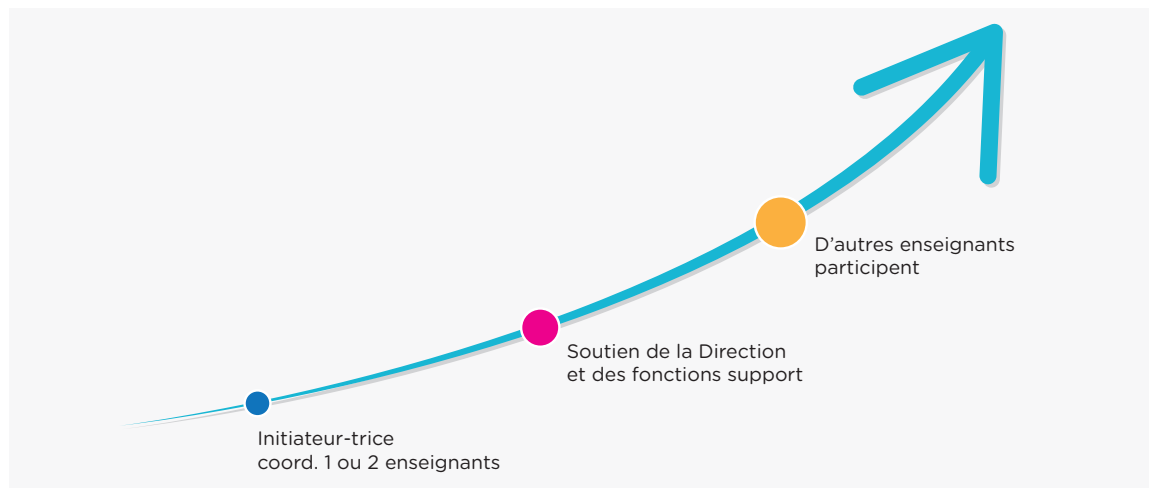 D'autres enseignants
participent
Soutien de la Direction
et des fonctions support
Initiateur-trice
coord. 1 ou 2 enseignants